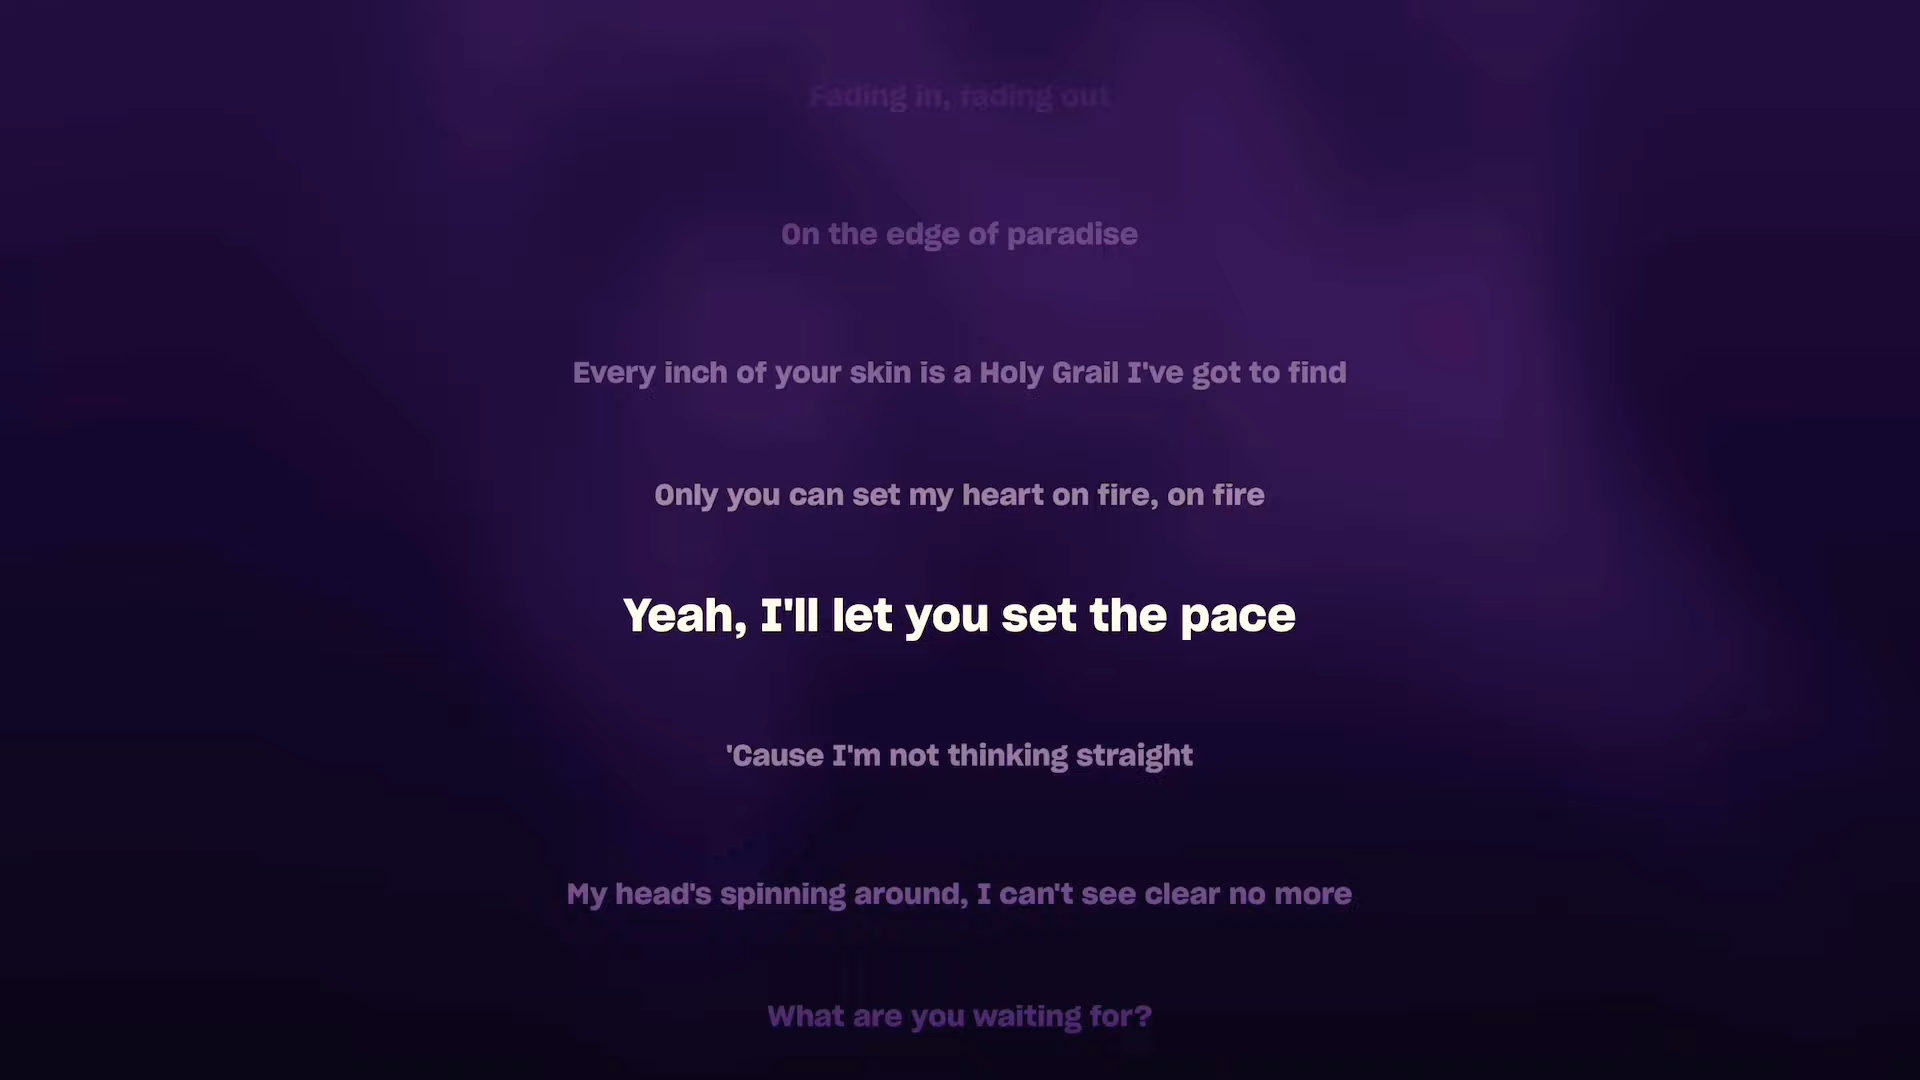 Fading in, fading out
On the edge of paradise
Every inch of your skin is a Holy Grail I've got to find
Only you can set my heart on fire, on fire
Yeah, I'll let you set the pace
'Cause I'm not thinking straight
My head's spinning around, I can't see clear no more
What are you waiting for?